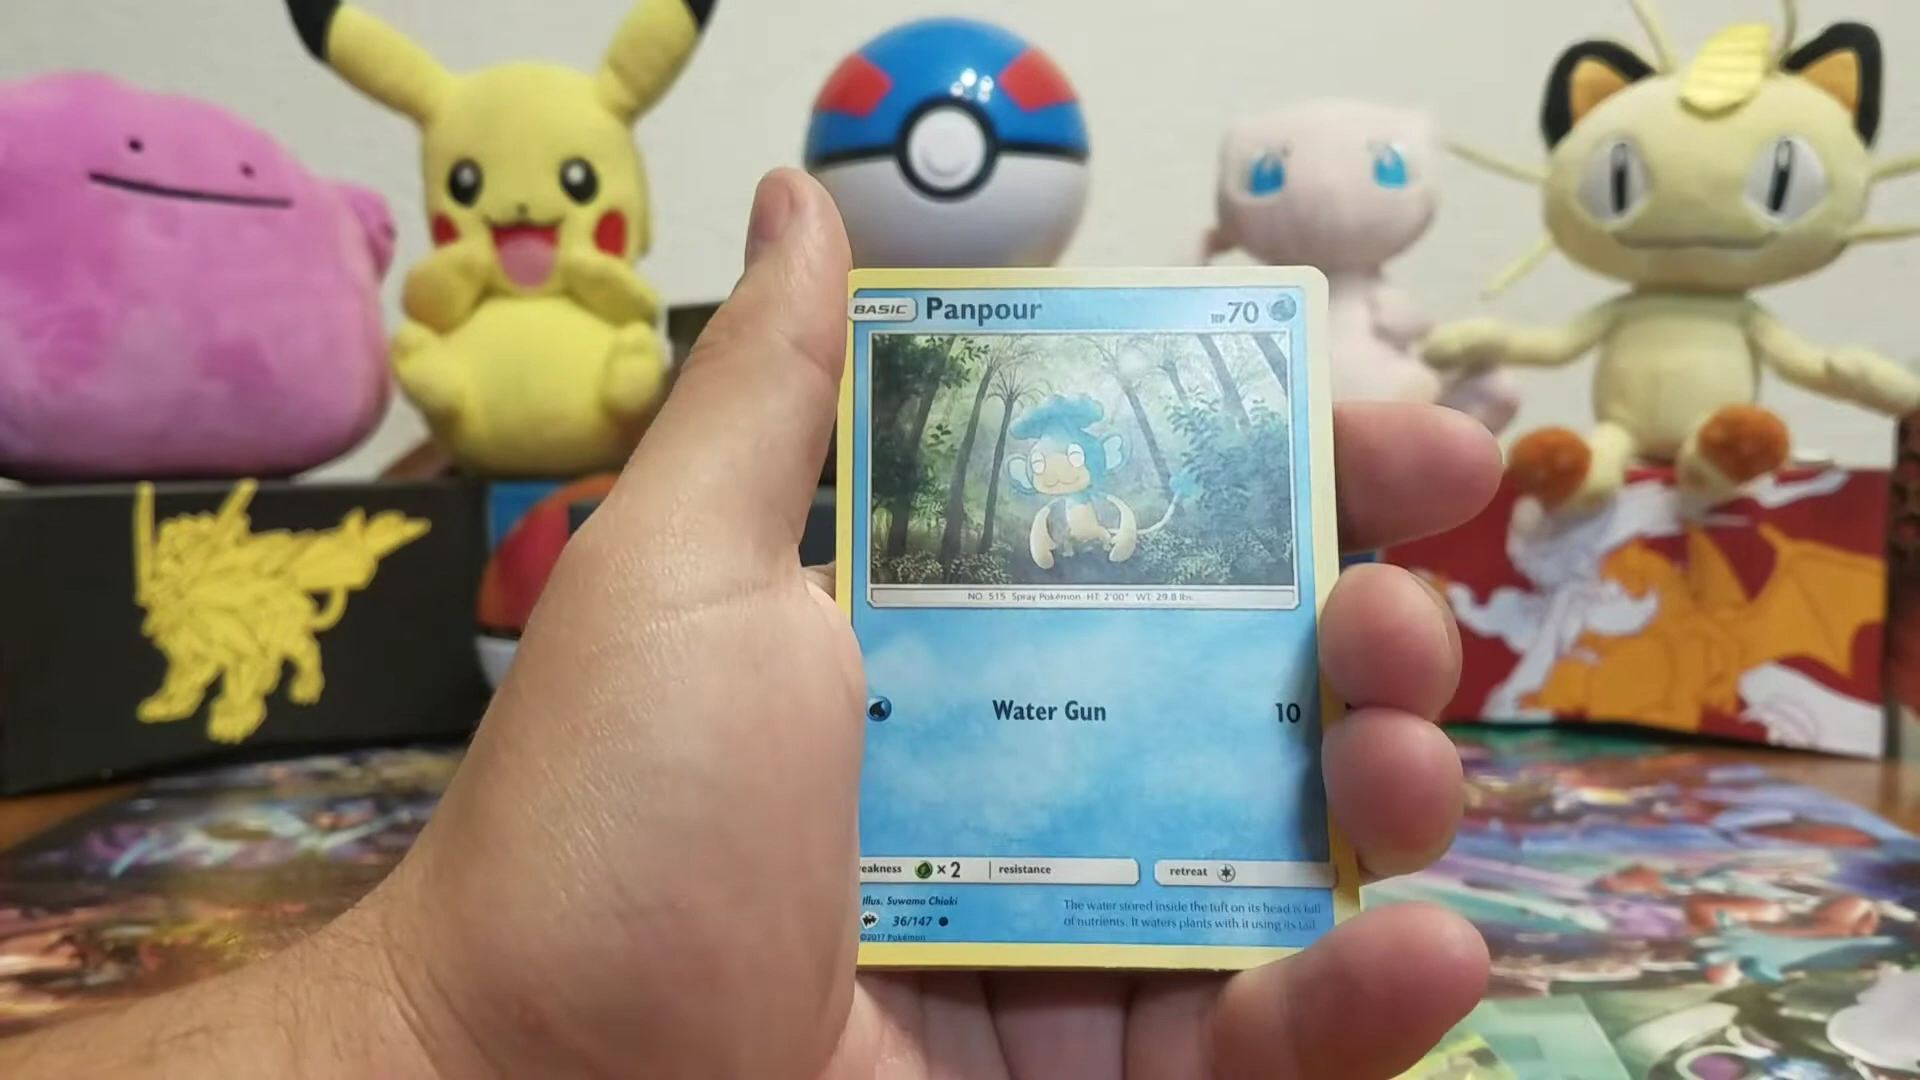 BASIC Panpour HP70
NO. 515 Spray Pokémon HT: 2'00" WT: 29.8 lbs.
Water Gun 10
eakness ×2 resistance retreat
Illus. Suwama Chiaki
36/147
©2017 Pokémon
The water stored inside the tuft on its head is full
of nutrients. It waters plants with it using its tail.